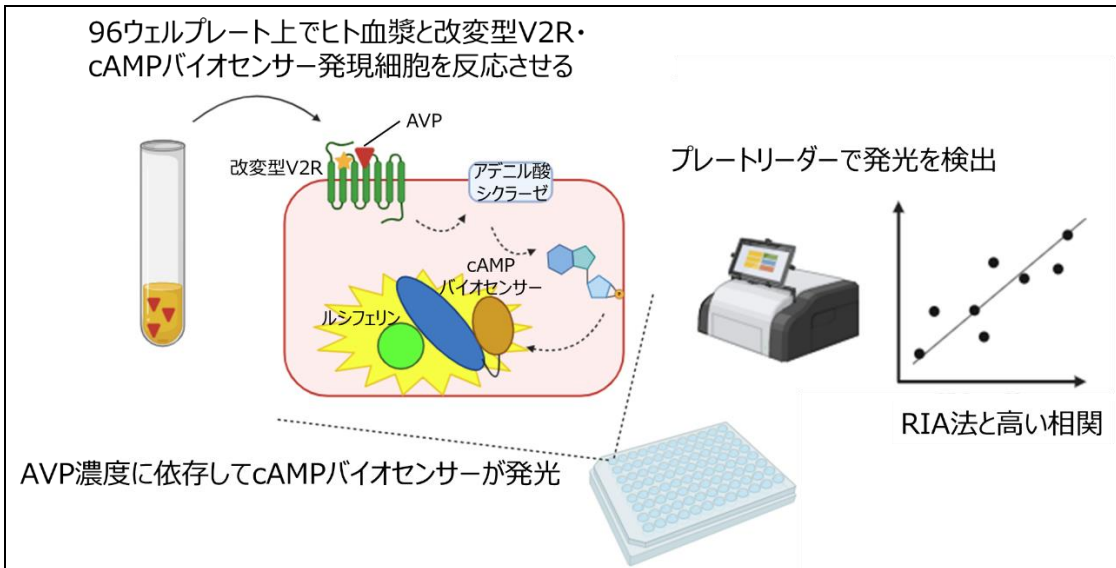 96ウェルプレート上でヒト血漿と改変型V2R・
cAMPバイオセンサー発現細胞を反応させる
AVP
改変型V2R
アデニル酸
シクラーゼ
cAMP
バイオセンサー
ルシフェリン
プレートリーダーで発光を検出
RIA法と高い相関
AVP濃度に依存してcAMPバイオセンサーが発光